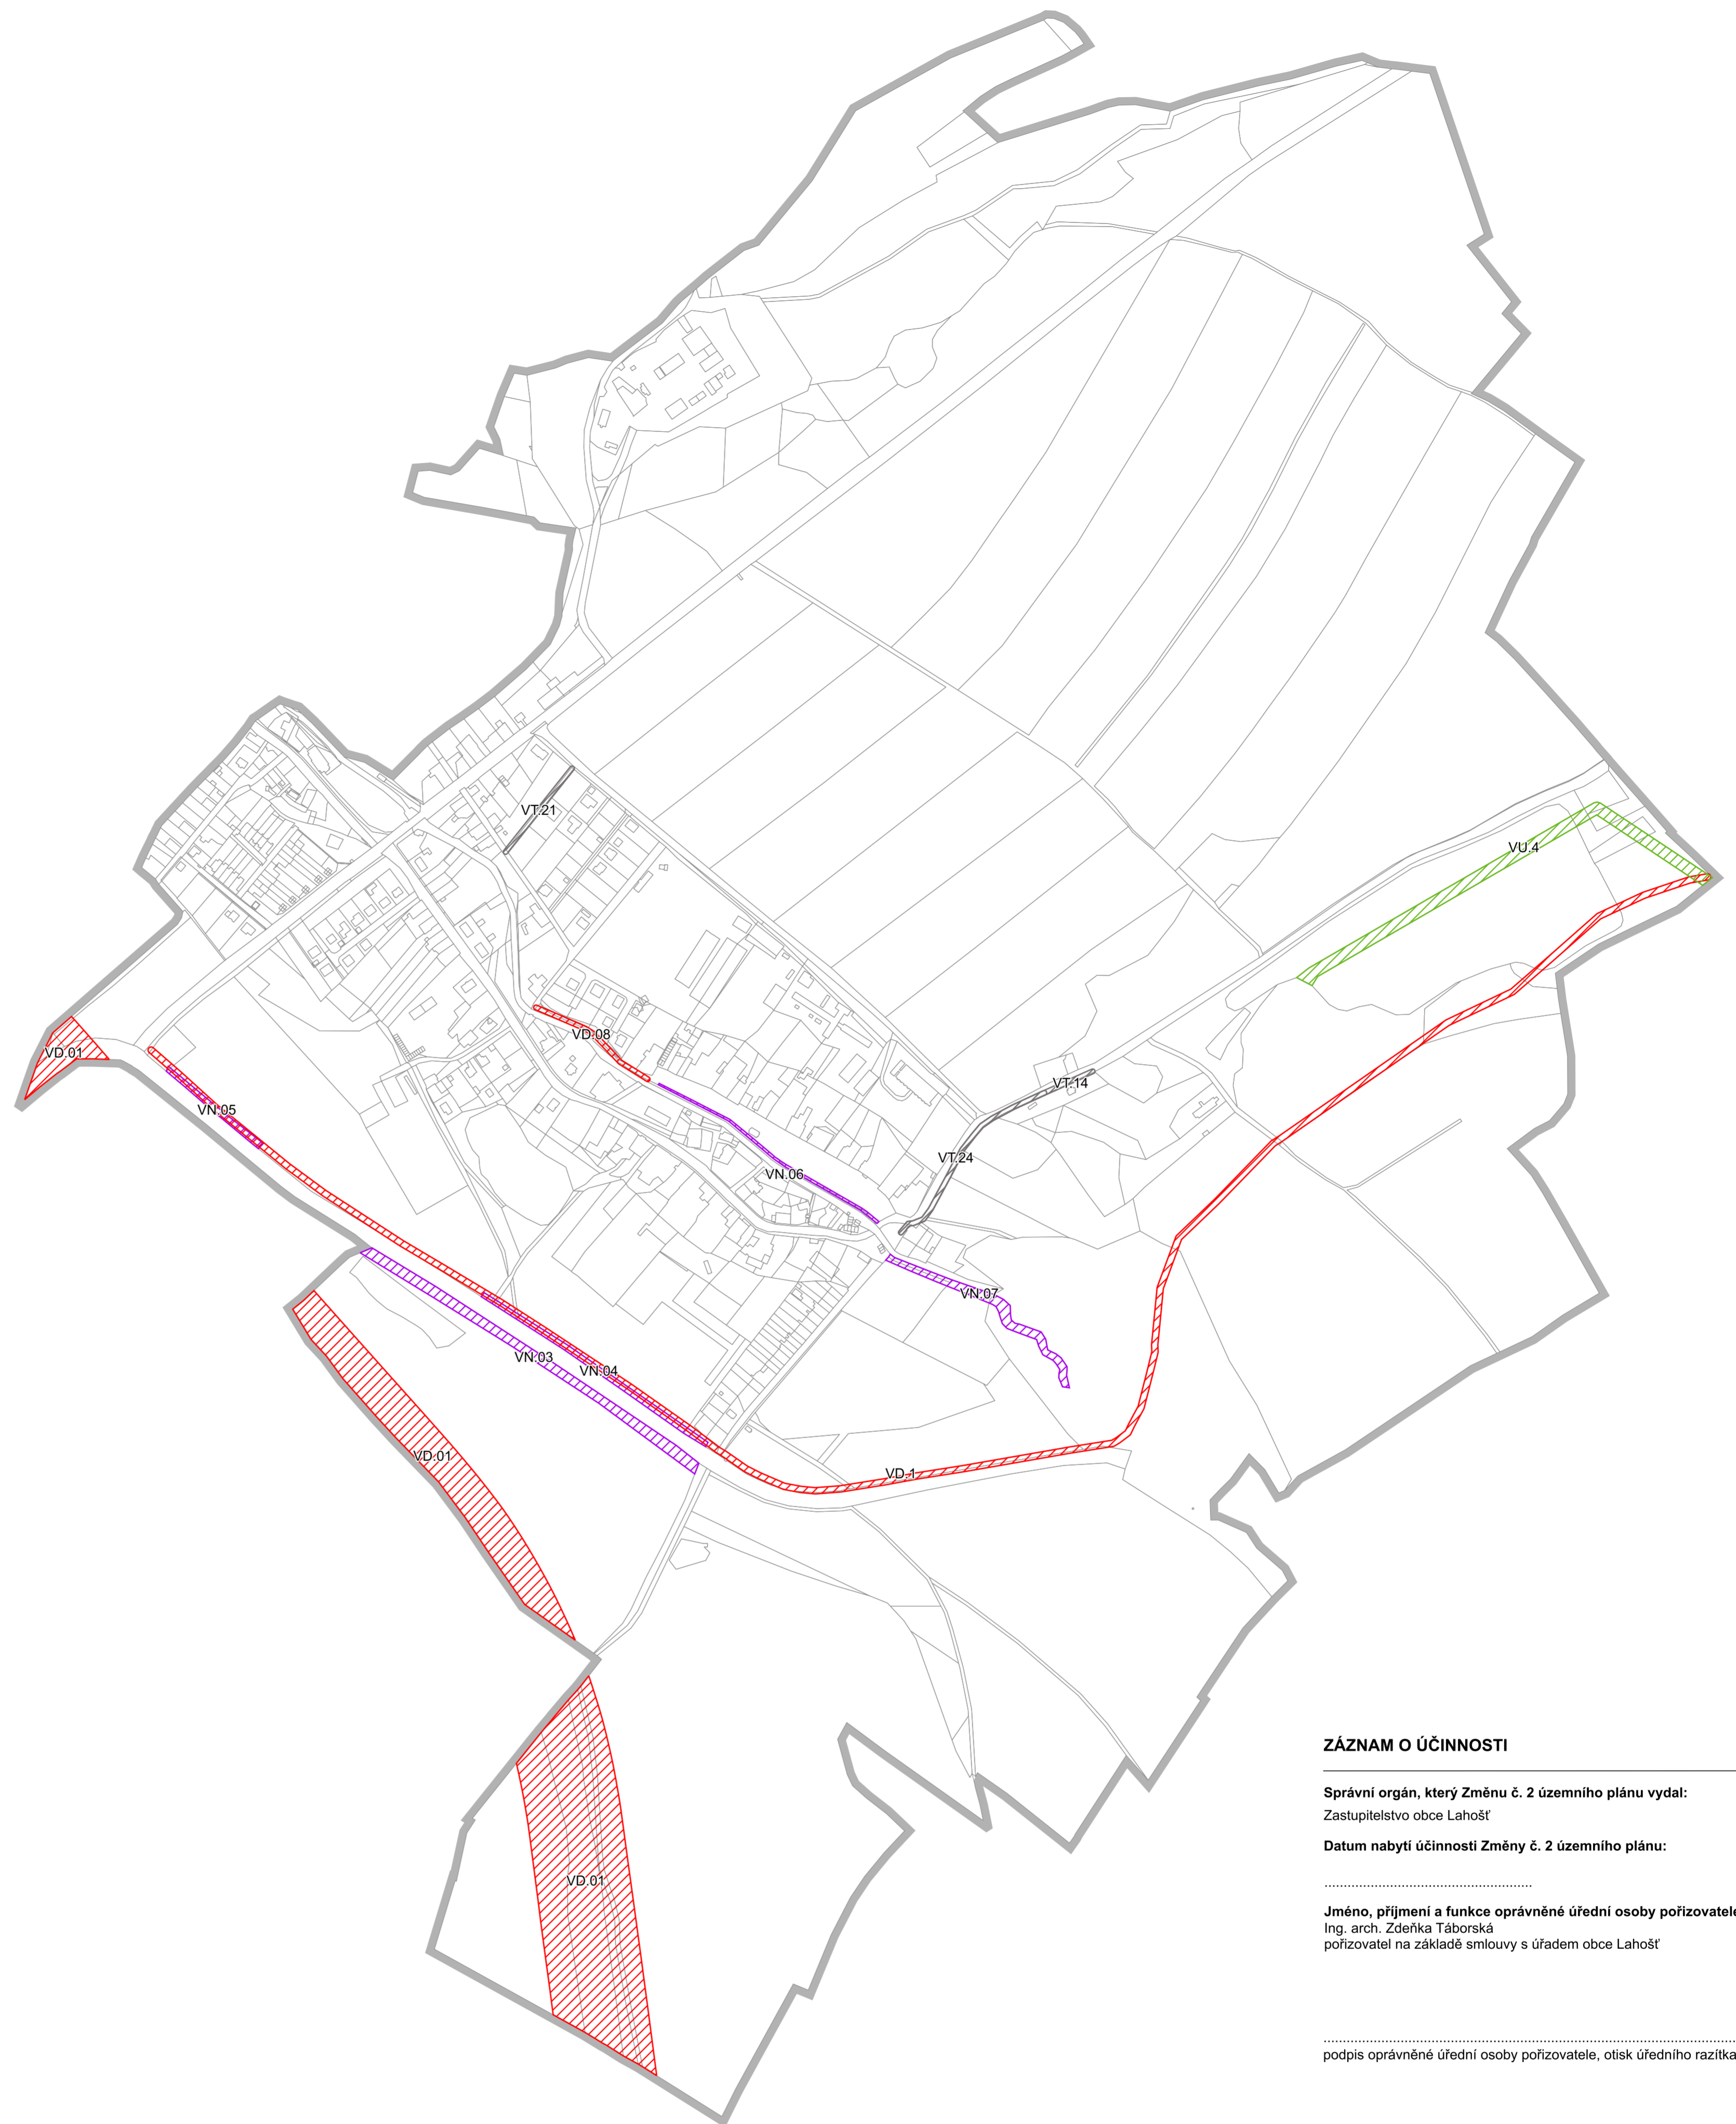 VT.21
VU.4
VD.08
VD.01
VT.14
VN.05
VT.24
VN.06
VN.07
VN.03
VN.04
VD.01
VD.1
VD.01
ZÁZNAM O ÚČINNOSTI
Správní orgán, který Změnu č. 2 územního plánu vydal:
Zastupitelstvo obce Lahošť
Datum nabytí účinnosti Změny č. 2 územního plánu:
Jméno, příjmení a funkce oprávněné úřední osoby pořizovatele
Ing. arch. Zdeňka Táborská
pořizovatel na základě smlouvy s úřadem obce Lahošť
podpis oprávněné úřední osoby pořizovatele, otisk úředního razítka